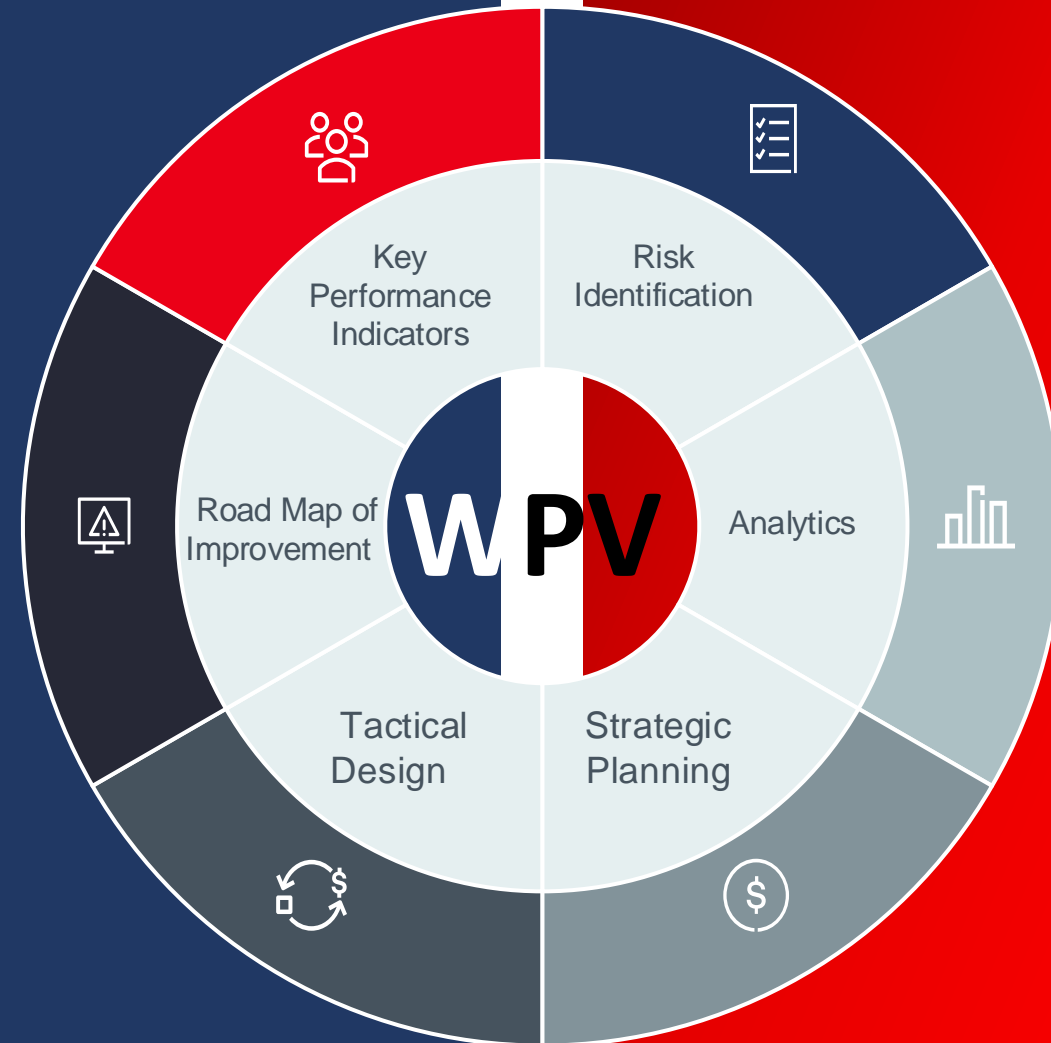 Key
Performance
Indicators
Risk
Identification
Road Map of
Improvement
WPV
Analytics
Tactical
Design
Strategic
Planning
$
$